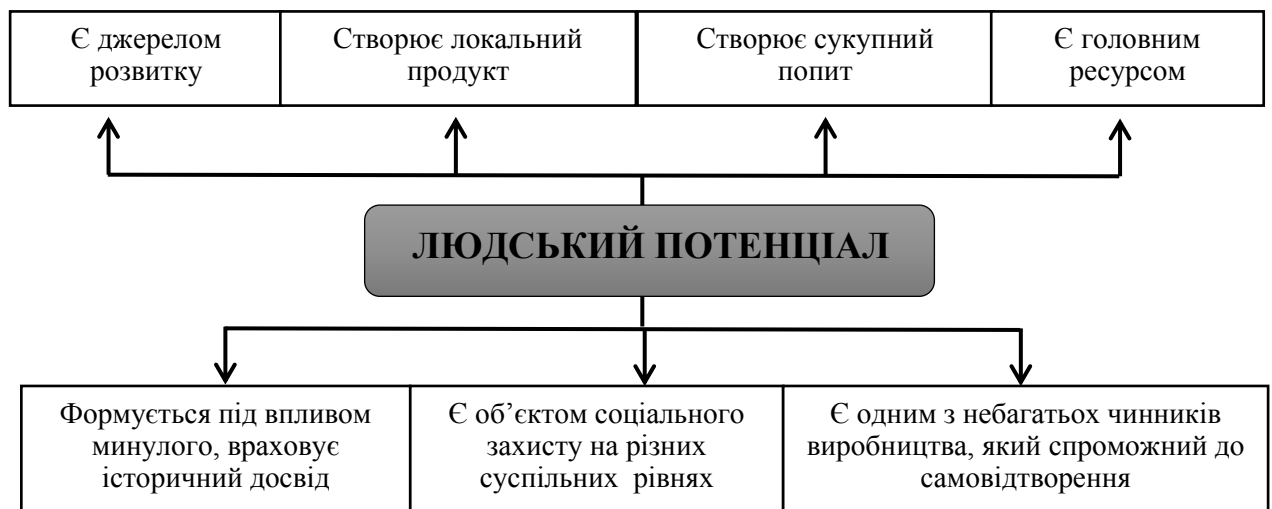 Є джерелом
розвитку
Створює локальний
продукт
Створює сукупний
попит
Є головним
ресурсом
ЛЮДСЬКИЙ ПОТЕНЦІАЛ
Формується під впливом
минулого, враховує
історичний досвід
Є об’єктом соціального
захисту на різних
суспільних рівнях
Є одним з небагатьох чинників
виробництва, який спроможний до
самовідтворення